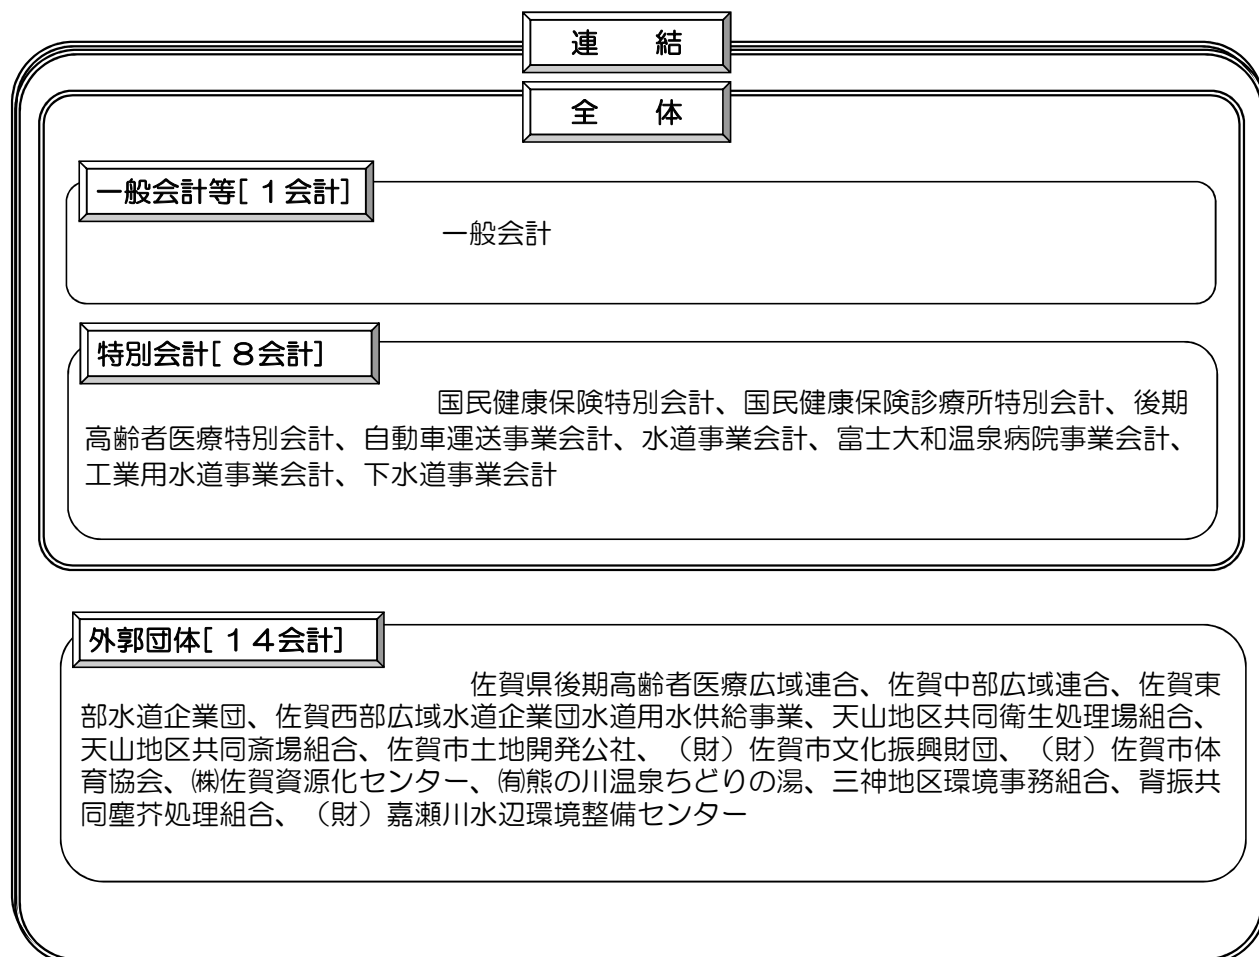 連　結
全　体
一般会計等[１会計]
一般会計
特別会計[８会計]
国民健康保険特別会計、国民健康保険診療所特別会計、後期
高齢者医療特別会計、自動車運送事業会計、水道事業会計、富士大和温泉病院事業会計、
工業用水道事業会計、下水道事業会計
外郭団体[１４会計]
佐賀県後期高齢者医療広域連合、佐賀中部広域連合、佐賀東
部水道企業団、佐賀西部広域水道企業団水道用水供給事業、天山地区共同衛生処理場組合、
天山地区共同斎場組合、佐賀市土地開発公社、（財）佐賀市文化振興財団、（財）佐賀市体
育協会、㈱佐賀資源化センター、㈲熊の川温泉ちどりの湯、三神地区環境事務組合、脊振共
同塵芥処理組合、（財）嘉瀬川水辺環境整備センター